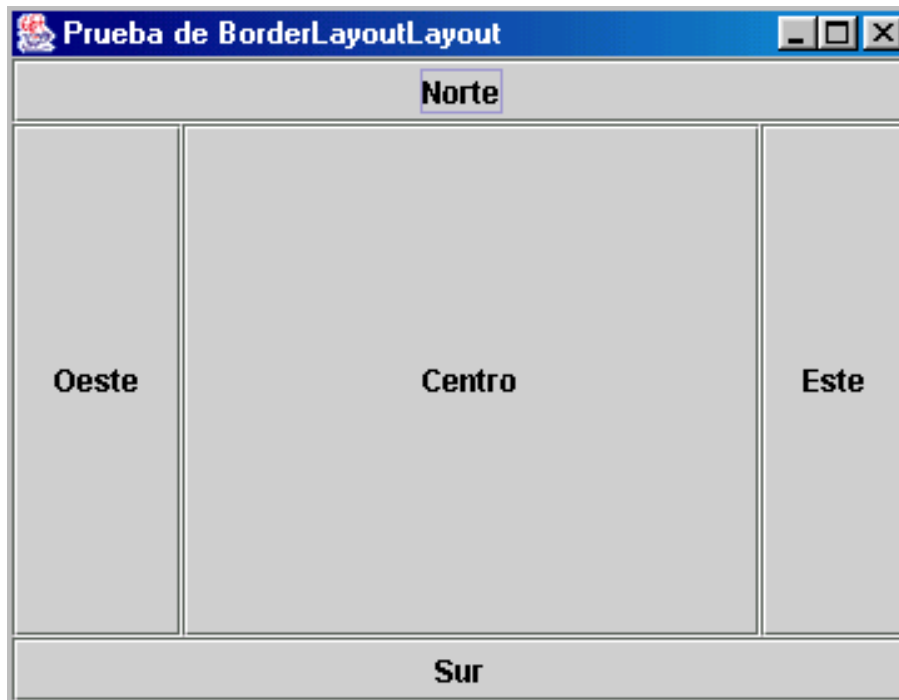 Prueba de BorderLayoutLayout
Norte
Oeste
Centro
Este
Sur